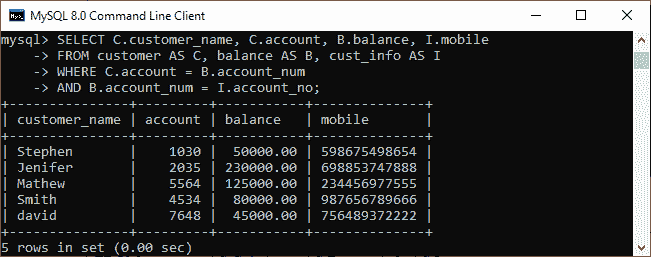 MySQL 8.0 Command Line Client
mysql> SELECT C.customer_name, C.account, B.balance, I.mobile
    -> FROM customer AS C, balance AS B, cust_info AS I
    -> WHERE C.account = B.account_num
    -> AND B.account_num = I.account_no;
+---------------+---------+-----------+--------------+
| customer_name | account | balance   | mobile       |
+---------------+---------+-----------+--------------+
| Stephen       |    1030 |  50000.00 | 598675498654 |
| Jenifer       |    2035 | 230000.00 | 698853747888 |
| Mathew        |    5564 | 125000.00 | 234456977555 |
| Smith         |    4534 |  80000.00 | 987656789666 |
| david         |    7648 |  45000.00 | 756489372222 |
+---------------+---------+-----------+--------------+
5 rows in set (0.00 sec)